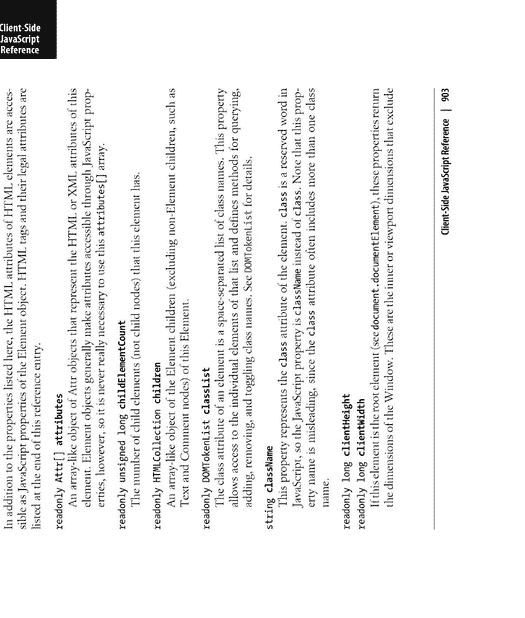 Client-Side
JavaScript
Reference
In addition to the properties listed here, the HTML attributes of HTML elements are acces-
sible as JavaScript properties of the Element object. HTML tags and their legal attributes are
listed at the end of this reference entry.
readonly Attr[] attributes
An array-like object of Attr objects that represent the HTML or XML attributes of this
element. Element objects generally make attributes accessible through JavaScript prop-
erties, however, so it is never really necessary to use this attributes[] array.
readonly unsigned long childElementCount
The number of child elements (not child nodes) that this element has.
readonly HTMLCollection children
An array-like object of the Element children (excluding non-Element children, such as
Text and Comment nodes) of this Element.
readonly DOMTokenList classList
The class attribute of an element is a space-separated list of class names. This property
allows access to the individual elements of that list and defines methods for querying,
adding, removing, and toggling class names. See DOMTokenList for details.
string className
This property represents the class attribute of the element. class is a reserved word in
JavaScript, so the JavaScript property is className instead of class. Note that this prop-
erty name is misleading, since the class attribute often includes more than one class
name.
readonly long clientHeight
readonly long clientWidth
If this element is the root element (see document.documentElement), these properties return
the dimensions of the Window. These are the inner or viewport dimensions that exclude
Client-Side JavaScript Reference | 903